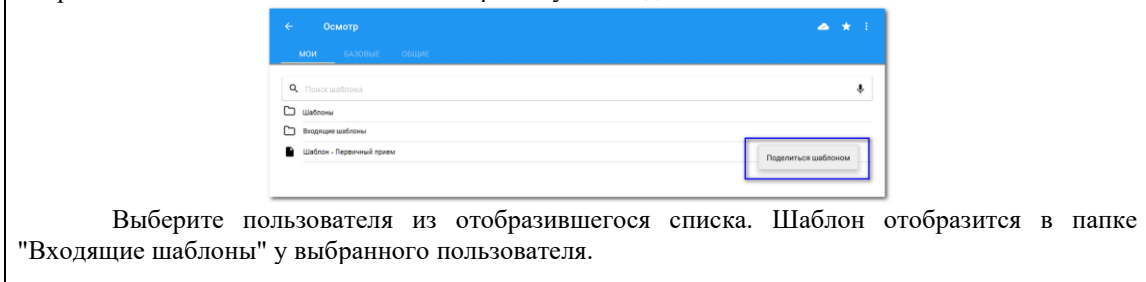 Осмотр
МОИ БАЗОВЫЕ ОБЩИЕ
Поиск шаблона
Шаблоны
Входящие шаблоны
Шаблон - Первичный прием
Поделиться шаблоном
Выберите пользователя из отобразившегося списка. Шаблон отобразится в папке
"Входящие шаблоны" у выбранного пользователя.